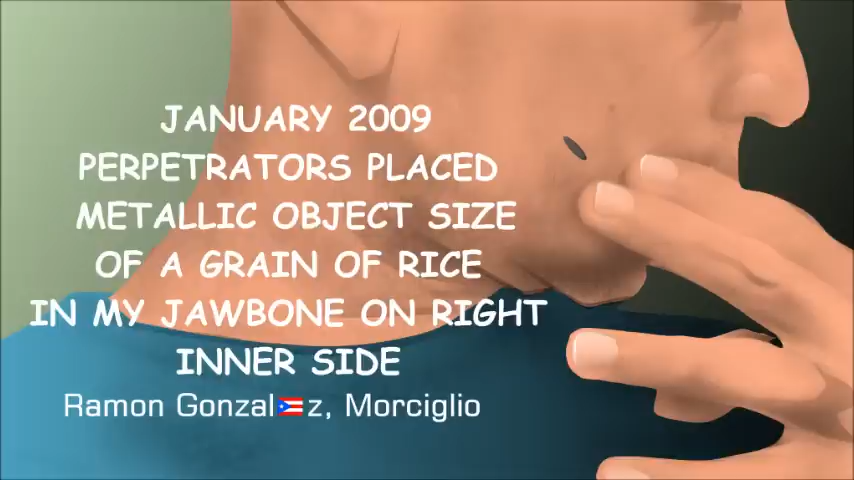 JANUARY 2009
PERPETRATORS PLACED
METALLIC OBJECT SIZE
OF A GRAIN OF RICE
IN MY JAWBONE ON RIGHT
INNER SIDE
Ramon Gonzal🇵🇷z, Morciglio